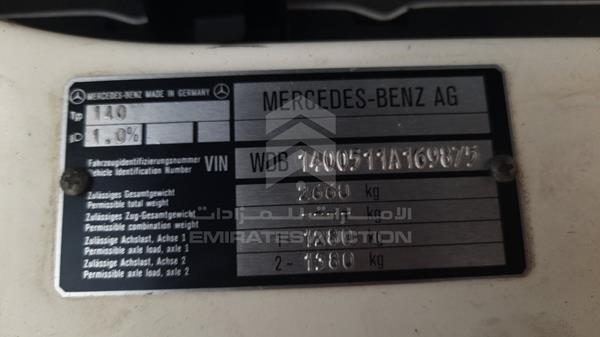 MERCEDES-BENZ MADE IN GERMANY
MERCEDES-BENZ AG
Typ 140
1.0%
Fahrzeugidentifizierungsnummer
Vehicle Identification Number VIN WDB 1400511A169875
Zulässiges Gesamtgewicht
Permissible total weight 2660 kg
Zulässiges Zug-Gesamtgewicht
Permissible combination weight kg
الامارات للمزادات
EMIRATES AUCTION
Zulässige Achslast, Achse 1
Permissible axle load, axle 1 1280 kg
Zulässige Achslast, Achse 2
Permissible axle load, axle 2 2 - 1380 kg